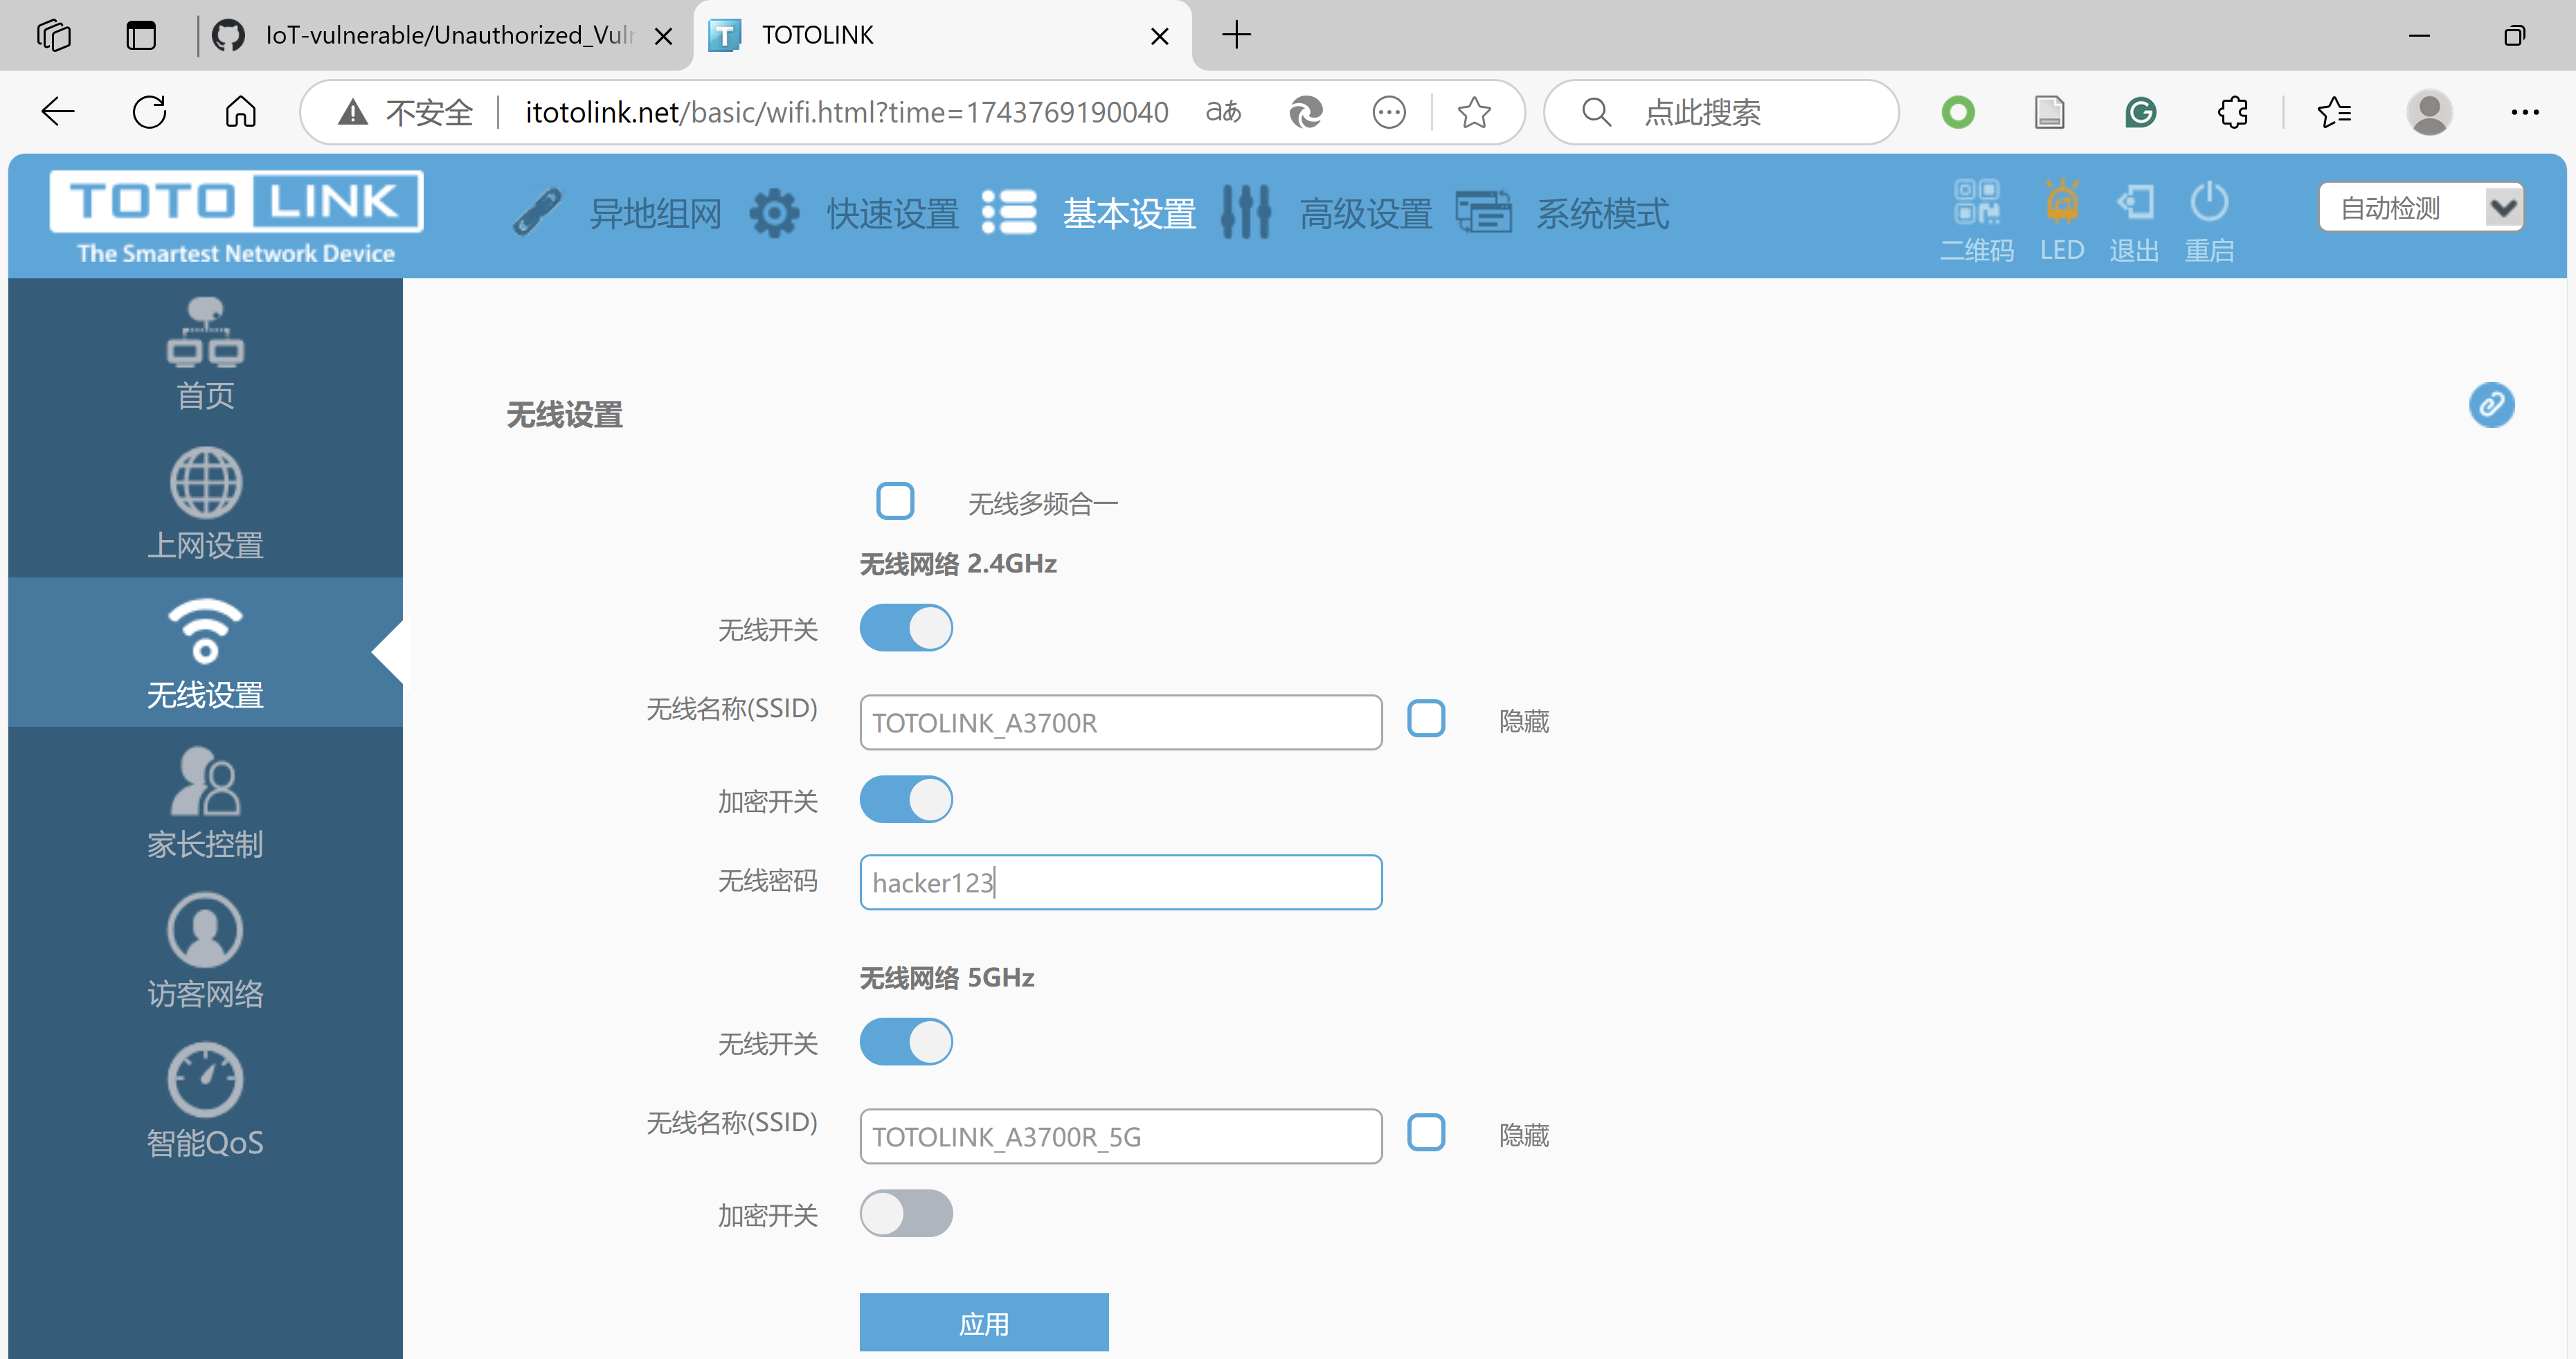 IoT-vulnerable/Unauthorized_Vuln
TOTOLINK
不安全
itotolink.net/basic/wifi.html?time=1743769190040
点此搜索
TOTO LINK
The Smartest Network Device
异地组网
快速设置
基本设置
高级设置
系统模式
二维码
LED
退出
重启
自动检测
首页
上网设置
无线设置
家长控制
访客网络
智能QoS
无线设置
无线多频合一
无线网络 2.4GHz
无线开关
无线名称(SSID)
TOTOLINK_A3700R
隐藏
加密开关
无线密码
hacker123
无线网络 5GHz
无线开关
无线名称(SSID)
TOTOLINK_A3700R_5G
隐藏
加密开关
应用